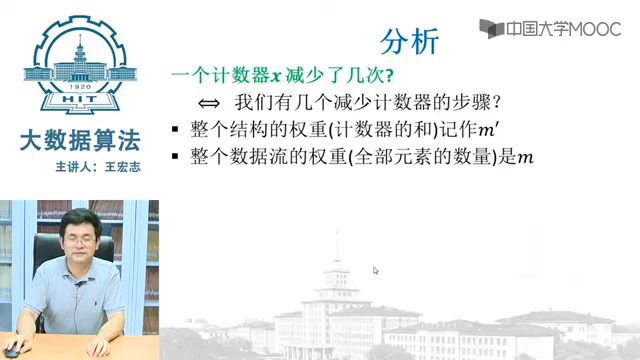 分析
中国大学MOOC
1920
HIT
大数据算法
主讲人：王宏志
一个计数器x 减少了几次?
⟺ 我们有几个减少计数器的步骤?
▪ 整个结构的权重(计数器的和)记作m′
▪ 整个数据流的权重(全部元素的数量)是m